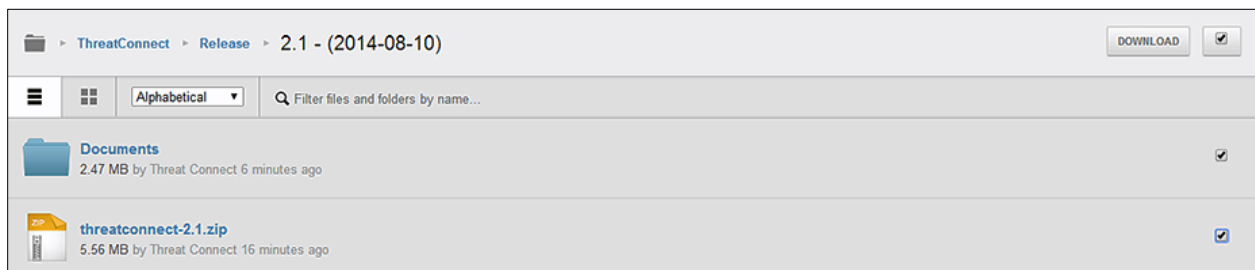 ThreatConnect Release 2.1 - (2014-08-10) DOWNLOAD
Alphabetical Filter files and folders by name...
Documents
2.47 MB by Threat Connect 6 minutes ago
ZIP
threatconnect-2.1.zip
5.56 MB by Threat Connect 16 minutes ago